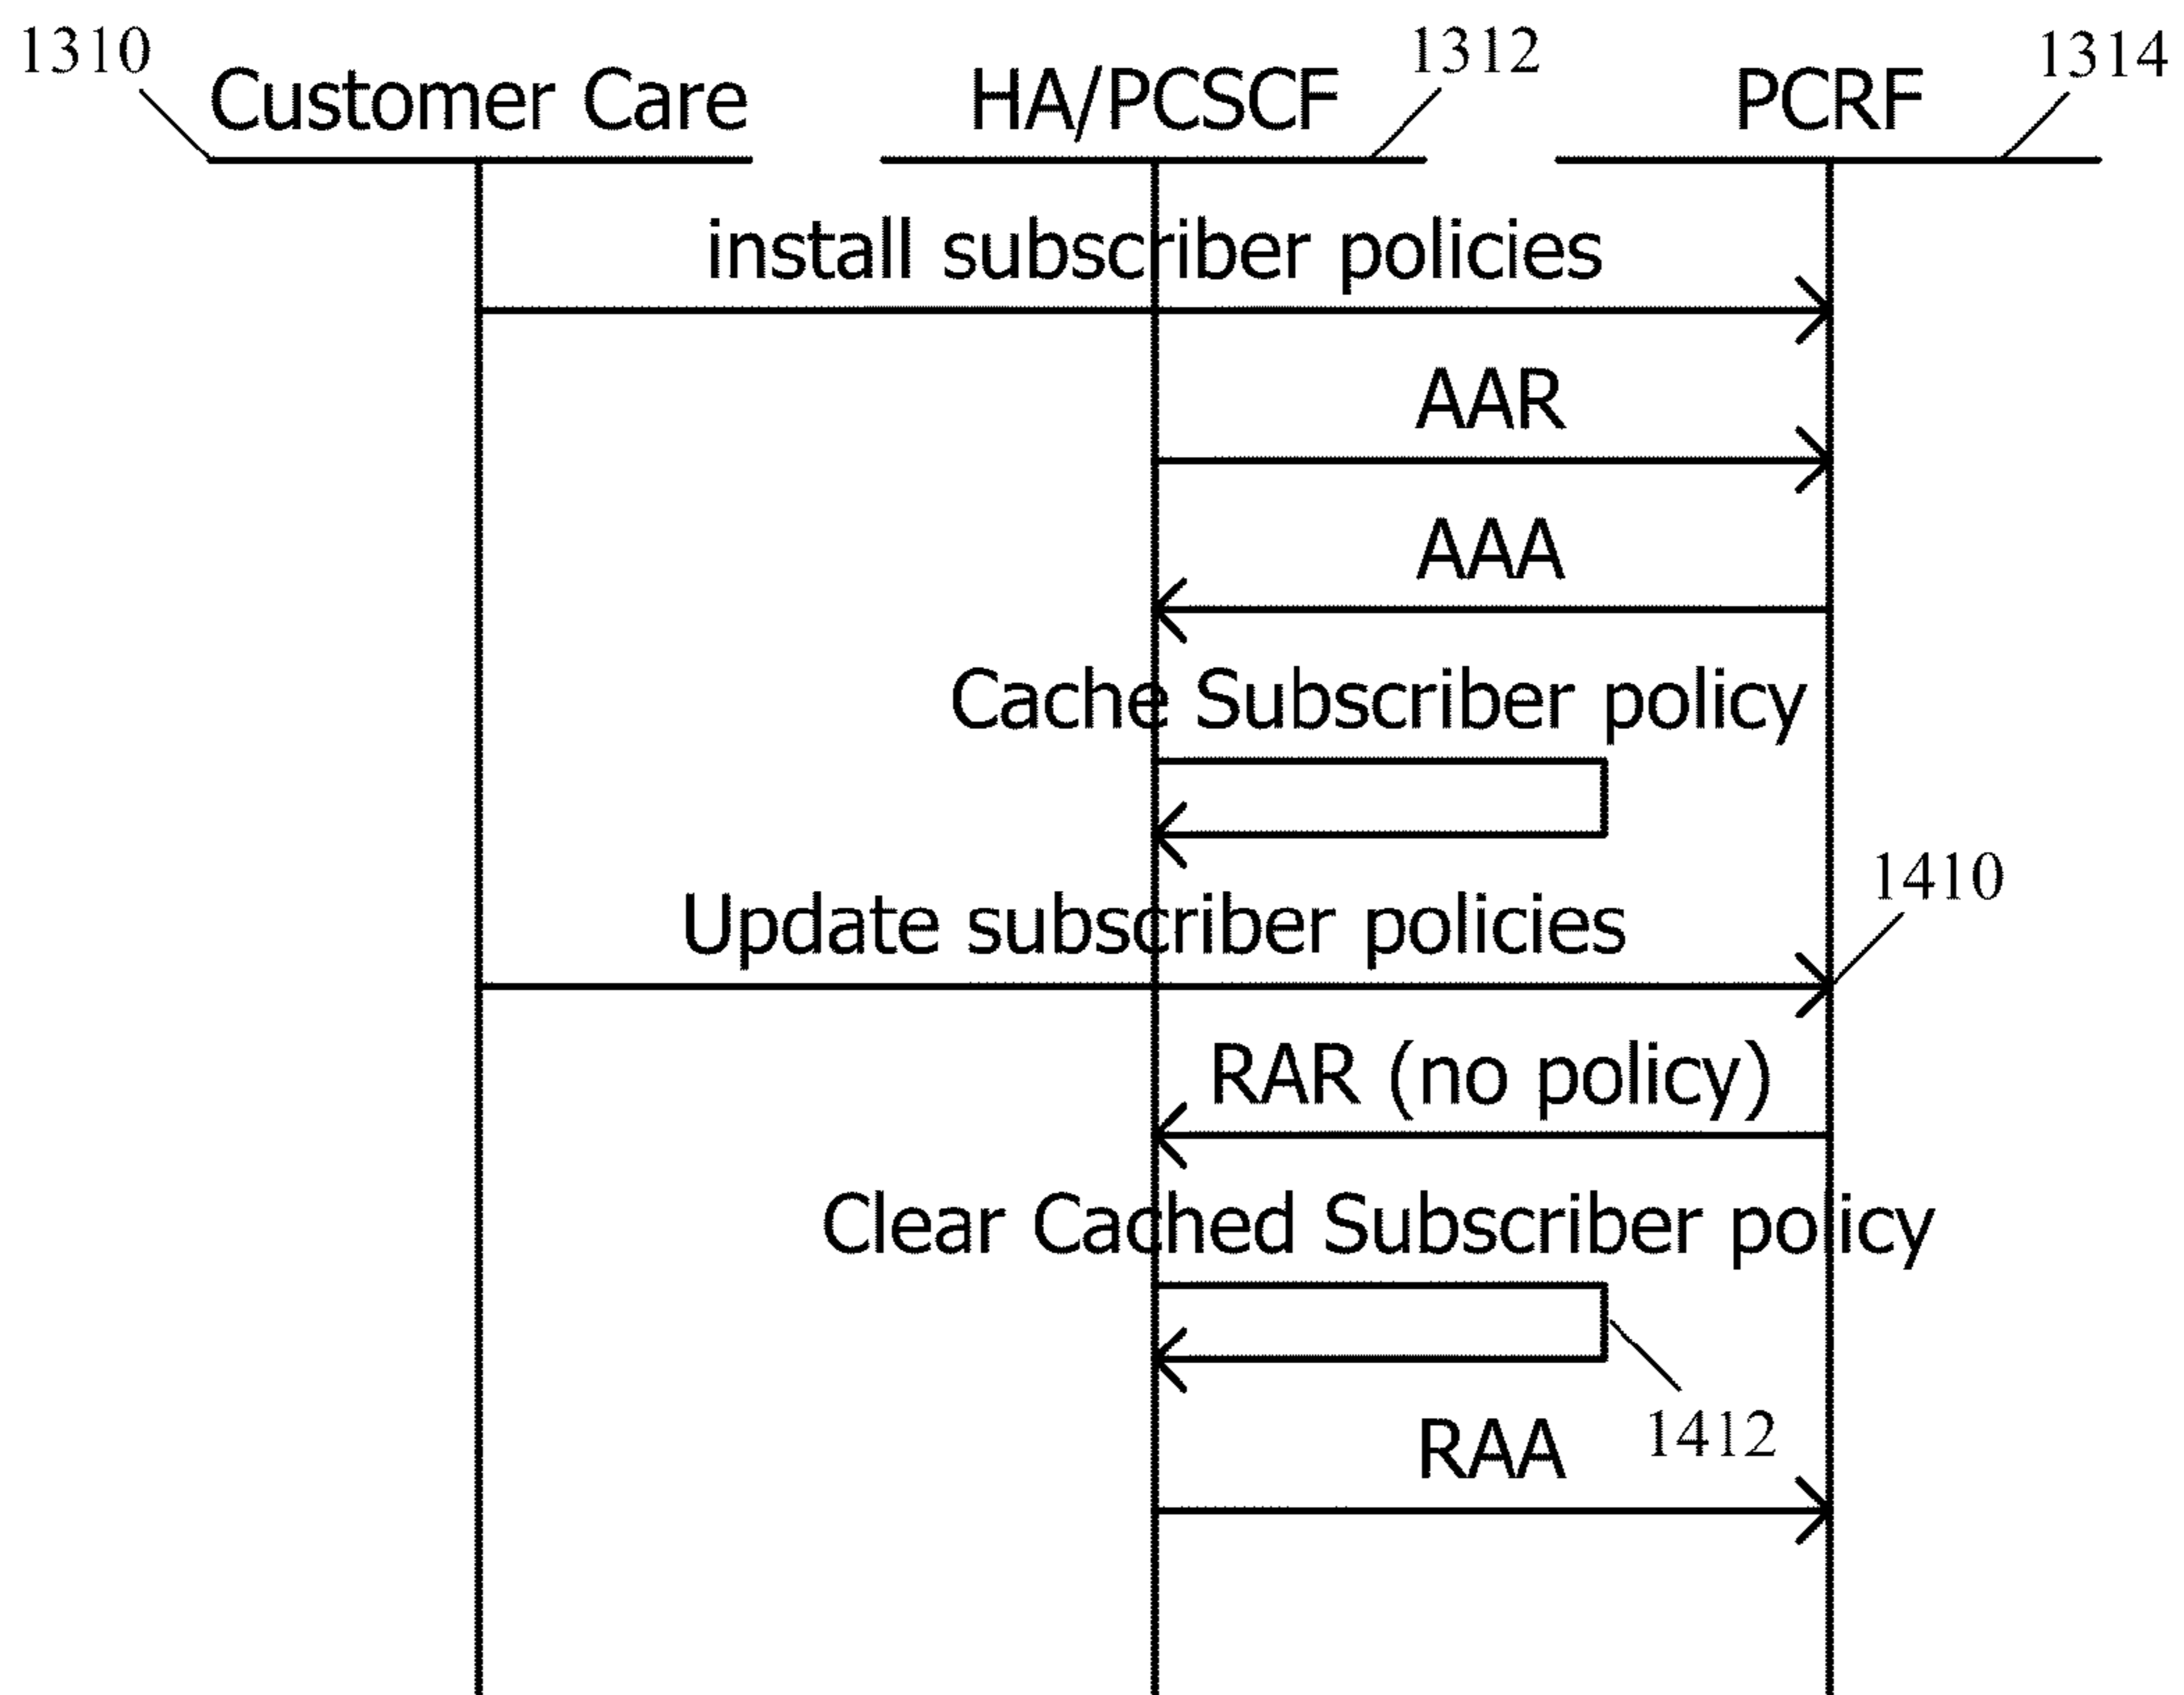 1310
1312
1314
Customer Care
HA/PCSCF
PCRF
install subscriber policies
AAR
AAA
Cache Subscriber policy
1410
Update subscriber policies
RAR (no policy)
Clear Cached Subscriber policy
1412
RAA